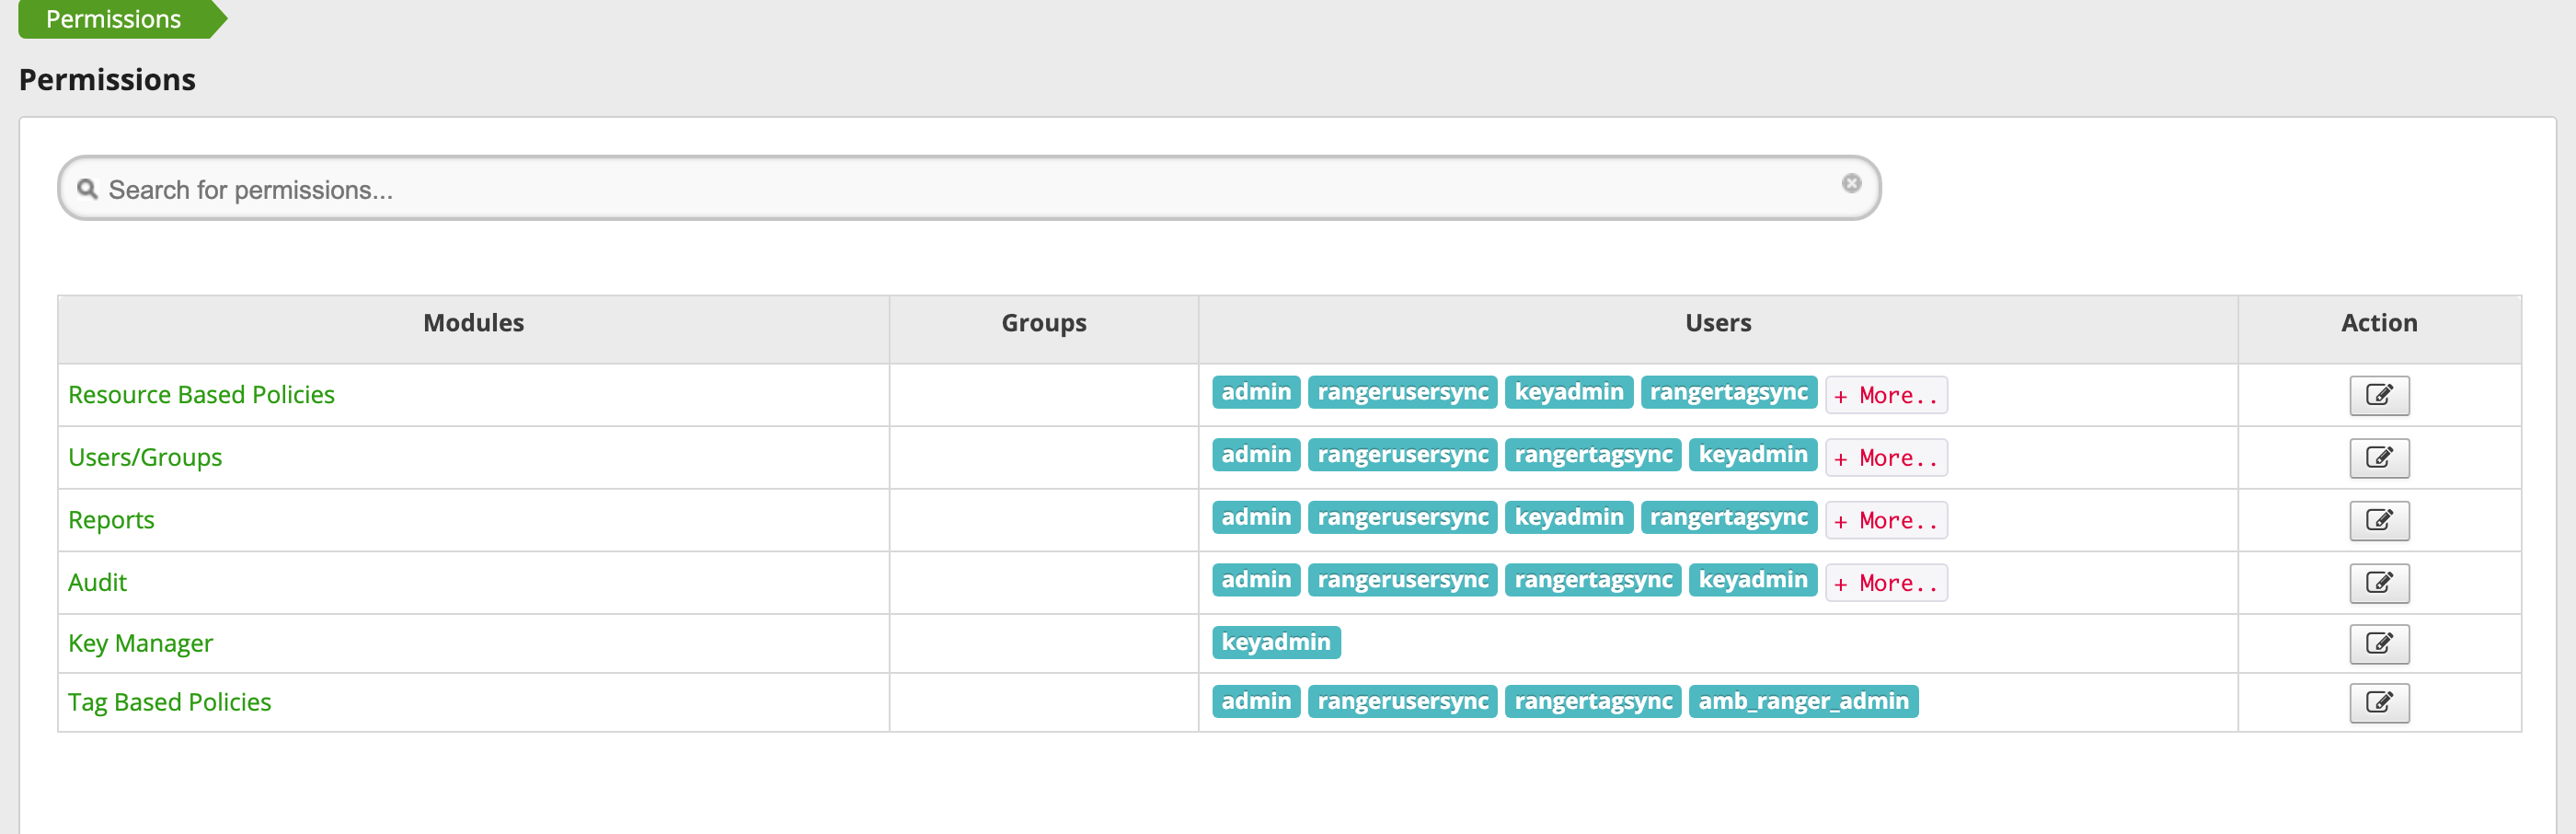 Permissions
Permissions
Search for permissions...
Modules Groups Users Action
Resource Based Policies admin rangerusersync keyadmin rangertagsync + More..
Users/Groups admin rangerusersync rangertagsync keyadmin + More..
Reports admin rangerusersync keyadmin rangertagsync + More..
Audit admin rangerusersync rangertagsync keyadmin + More..
Key Manager keyadmin
Tag Based Policies admin rangerusersync rangertagsync amb_ranger_admin